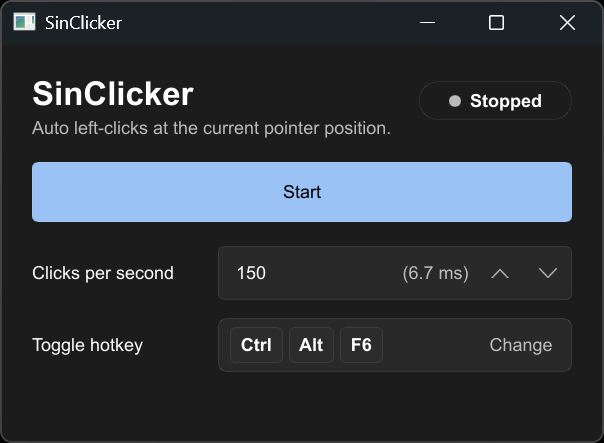 SinClicker
SinClicker
Stopped
Auto left-clicks at the current pointer position.
Start
Clicks per second 150 (6.7 ms)
Toggle hotkey Ctrl Alt F6 Change